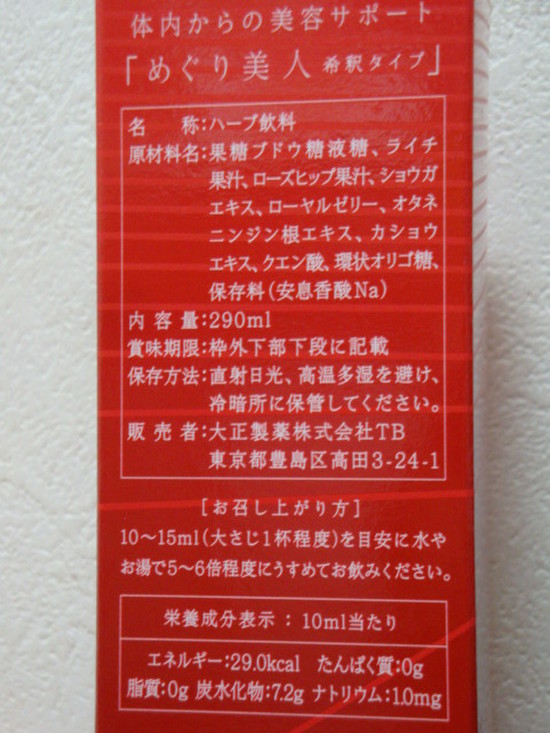 体内からの美容サポート
「めぐり美人 希釈タイプ」
名　称：ハーブ飲料
原材料名：果糖ブドウ糖液糖、ライチ
果汁、ローズヒップ果汁、ショウガ
エキス、ローヤルゼリー、オタネ
ニンジン根エキス、カショウ
エキス、クエン酸、環状オリゴ糖、
保存料（安息香酸Na）
内容量：290ml
賞味期限：枠外下部下段に記載
保存方法：直射日光、高温多湿を避け、
冷暗所に保管してください。
販売者：大正製薬株式会社TB
東京都豊島区高田3-24-1
［お召し上がり方］
10〜15ml（大さじ1杯程度）を目安に水や
お湯で5〜6倍程度にうすめてお飲みください。
栄養成分表示：10ml当たり
エネルギー：29.0kcal たんぱく質：0g
脂質：0g 炭水化物：7.2g ナトリウム：1.0mg